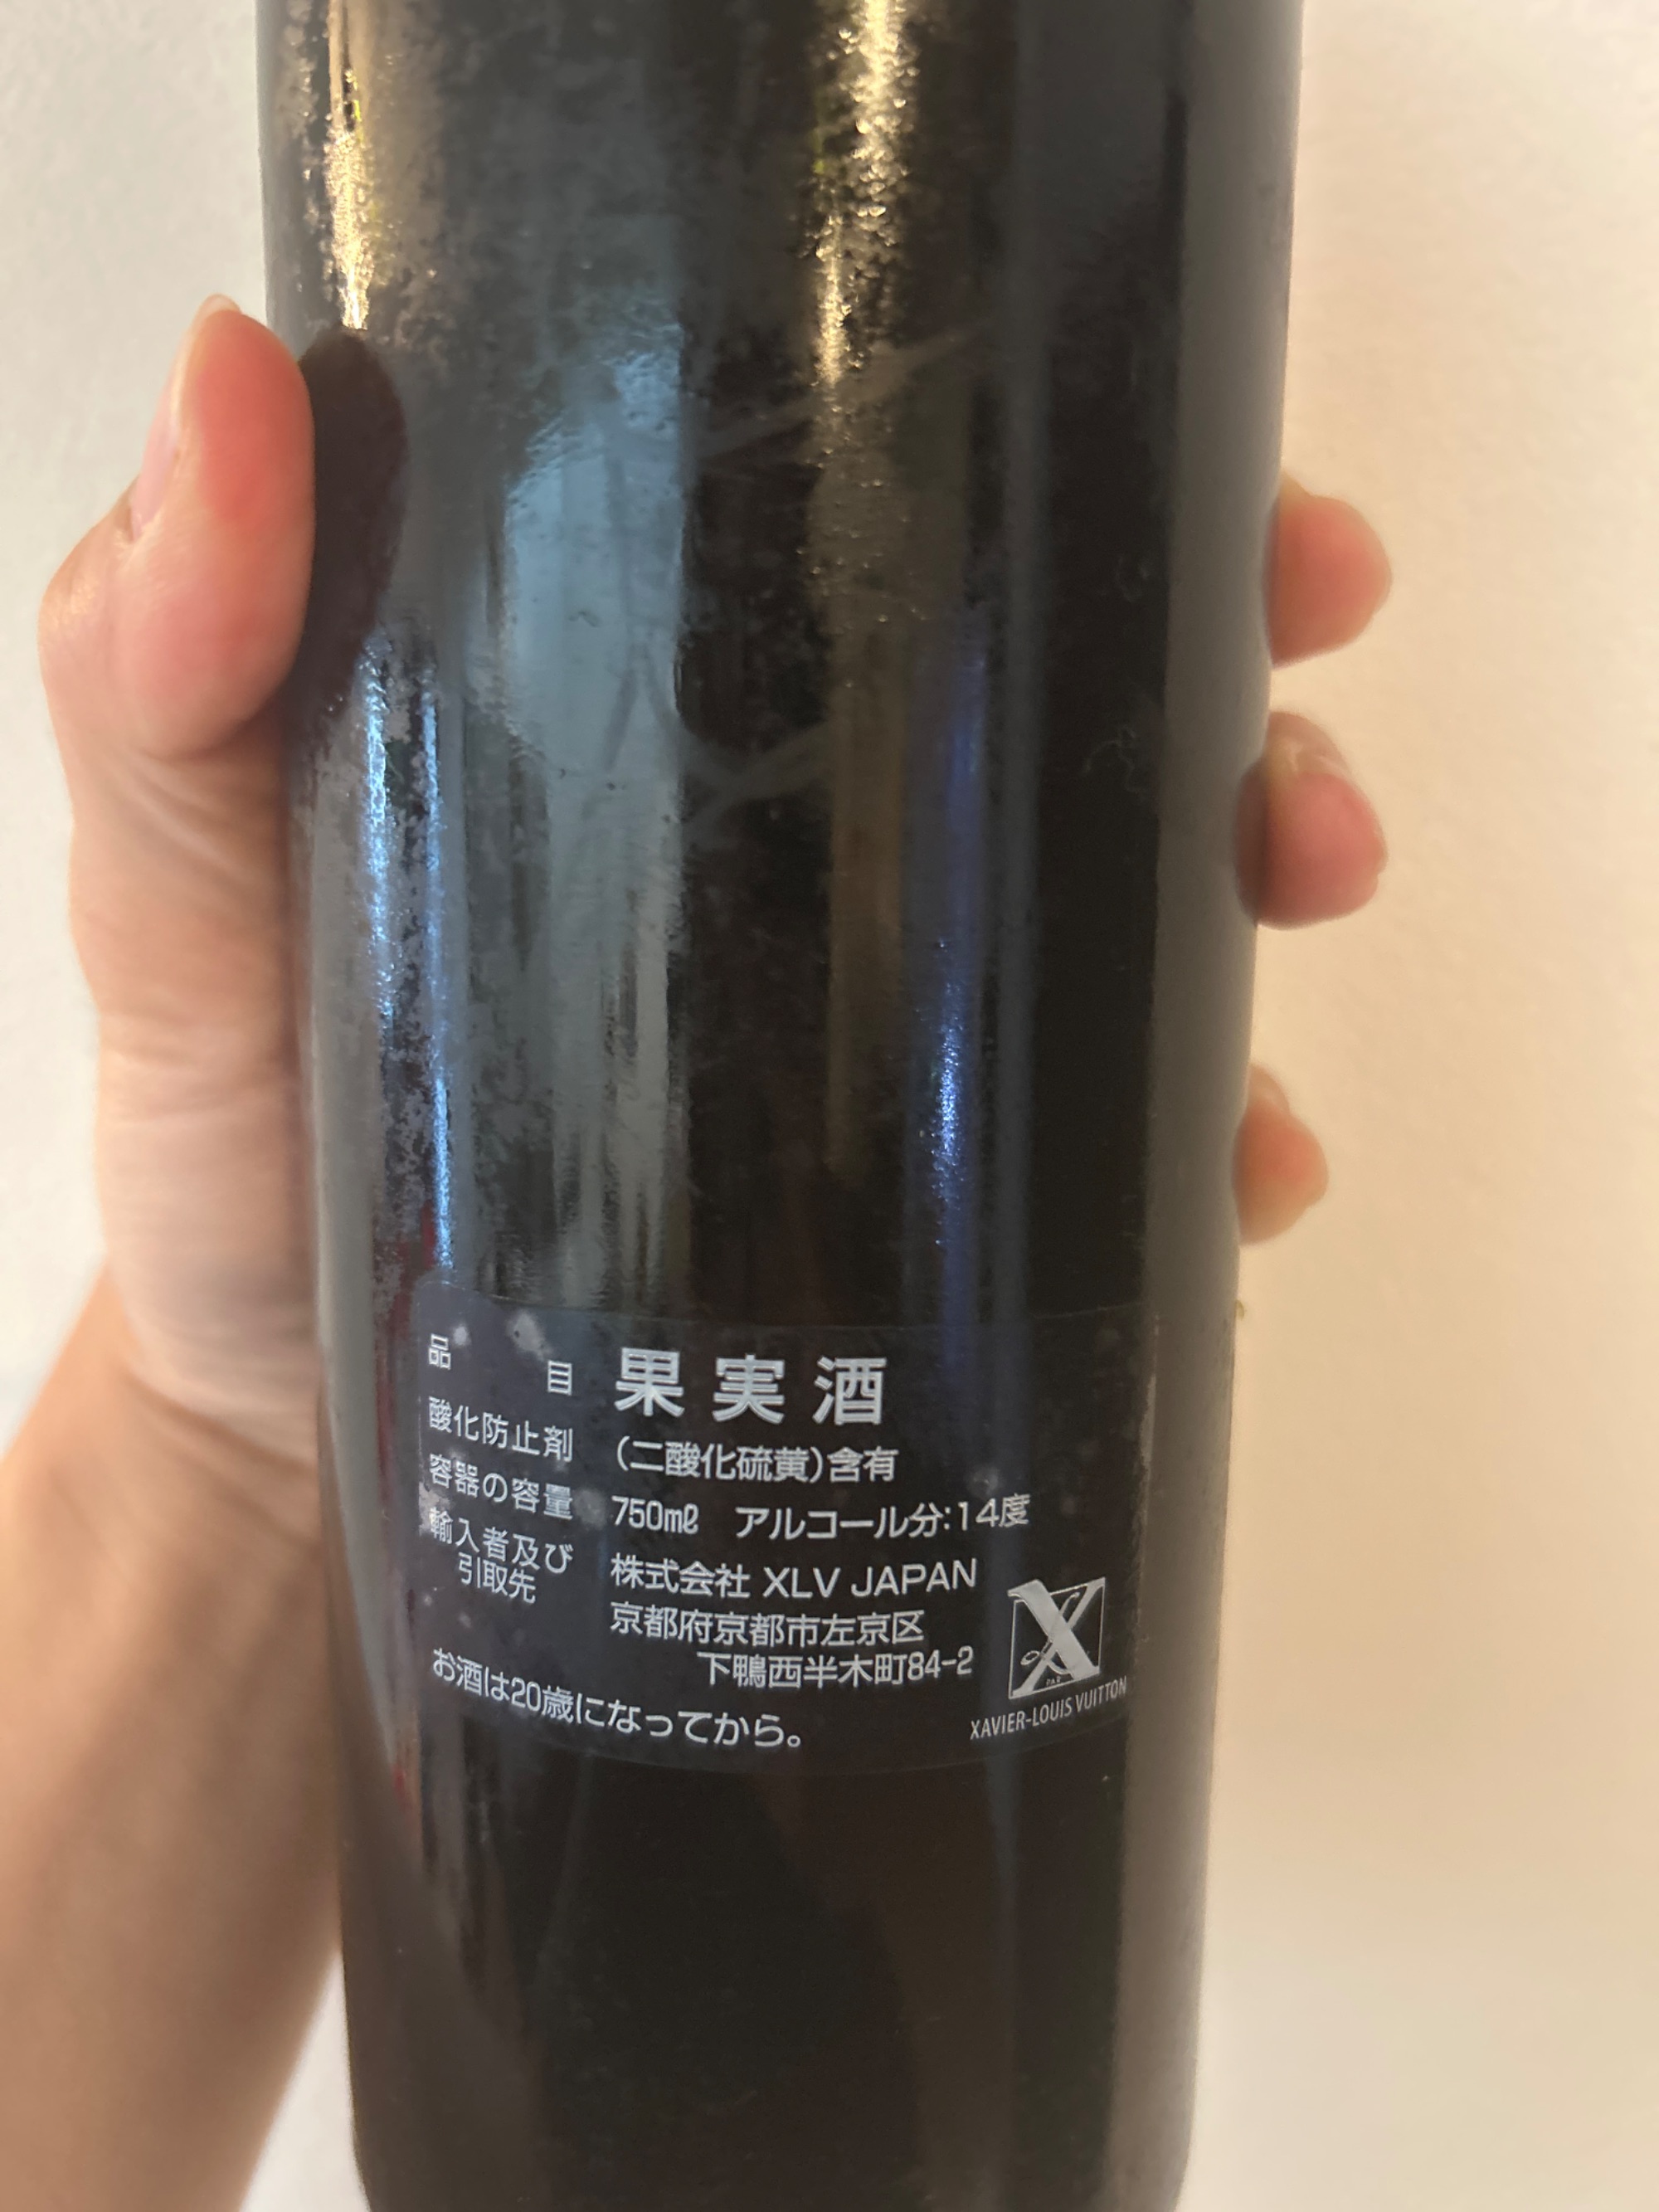 品目 果実酒
酸化防止剤 (二酸化硫黄)含有
容器の容量 750mℓ アルコール分:14度
輸入者及び引取先 株式会社 XLV JAPAN
京都府京都市左京区
下鴨西半木町84-2
お酒は20歳になってから。
XAVIER-LOUIS VUITTON